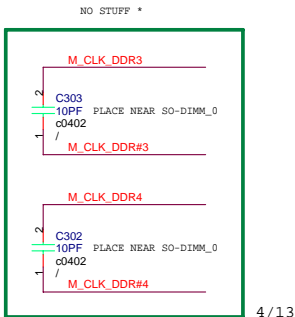 NO STUFF *
M_CLK_DDR3
2
C303
10PF PLACE NEAR SO-DIMM_0
c0402
1 /
M_CLK_DDR#3
M_CLK_DDR4
2
C302
10PF PLACE NEAR SO-DIMM_0
c0402
1 /
M_CLK_DDR#4
4/13